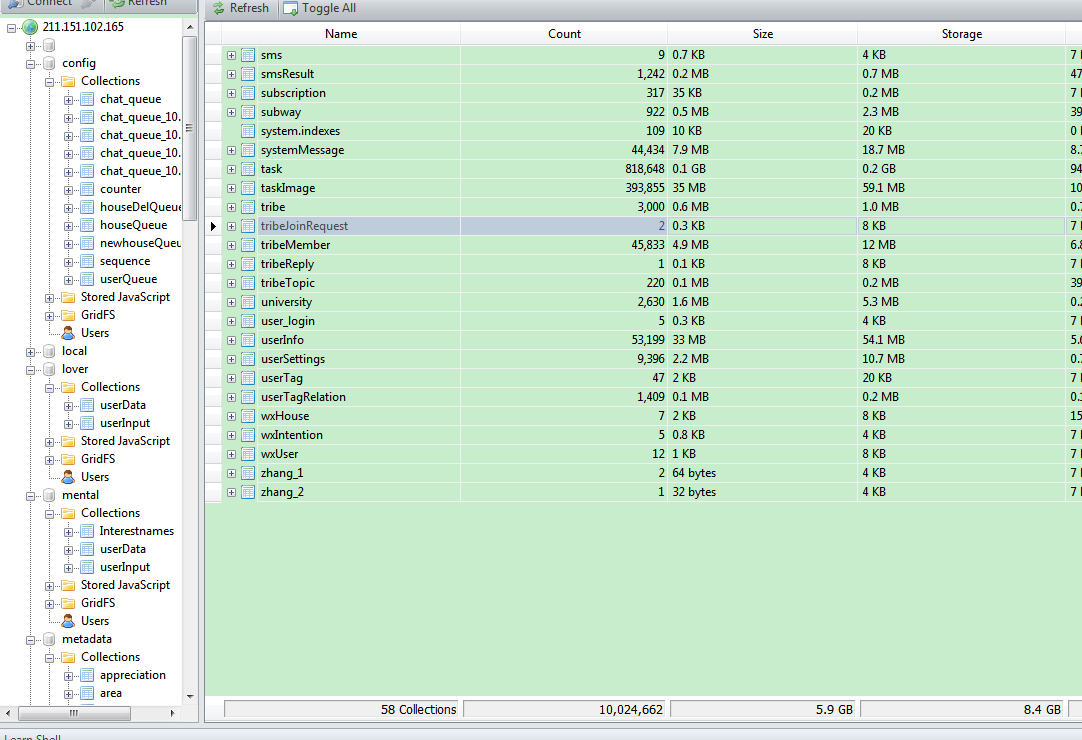 Connect Refresh
211.151.102.165
config
Collections
chat_queue
chat_queue_10.
chat_queue_10.
chat_queue_10.
chat_queue_10.
counter
houseDelQueue
houseQueue
newhouseQueu
sequence
userQueue
Stored JavaScript
GridFS
Users
local
lover
Collections
userData
userInput
Stored JavaScript
GridFS
Users
mental
Collections
Interestnames
userData
userInput
Stored JavaScript
GridFS
Users
metadata
Collections
appreciation
area
Refresh Toggle All
Name Count Size Storage
sms 9 0.7 KB 4 KB 7
smsResult 1,242 0.2 MB 0.7 MB 47
subscription 317 35 KB 0.2 MB 7
subway 922 0.5 MB 2.3 MB 39
system.indexes 109 10 KB 20 KB 0
systemMessage 44,434 7.9 MB 18.7 MB 8.
task 818,648 0.1 GB 0.2 GB 94
taskImage 393,855 35 MB 59.1 MB 10
tribe 3,000 0.6 MB 1.0 MB 0.
tribeJoinRequest 2 0.3 KB 8 KB 7
tribeMember 45,833 4.9 MB 12 MB 6.
tribeReply 1 0.1 KB 8 KB 7
tribeTopic 220 0.1 MB 0.2 MB 39
university 2,630 1.6 MB 5.3 MB 0.
user_login 5 0.3 KB 4 KB 7
userInfo 53,199 33 MB 54.1 MB 5.
userSettings 9,396 2.2 MB 10.7 MB 0.
userTag 47 2 KB 20 KB 7
userTagRelation 1,409 0.1 MB 0.2 MB 0.
wxHouse 7 2 KB 8 KB 15
wxIntention 5 0.8 KB 4 KB 7
wxUser 12 1 KB 8 KB 7
zhang_1 2 64 bytes 4 KB 7
zhang_2 1 32 bytes 4 KB 7
58 Collections 10,024,662 5.9 GB 8.4 GB
Learn Shell